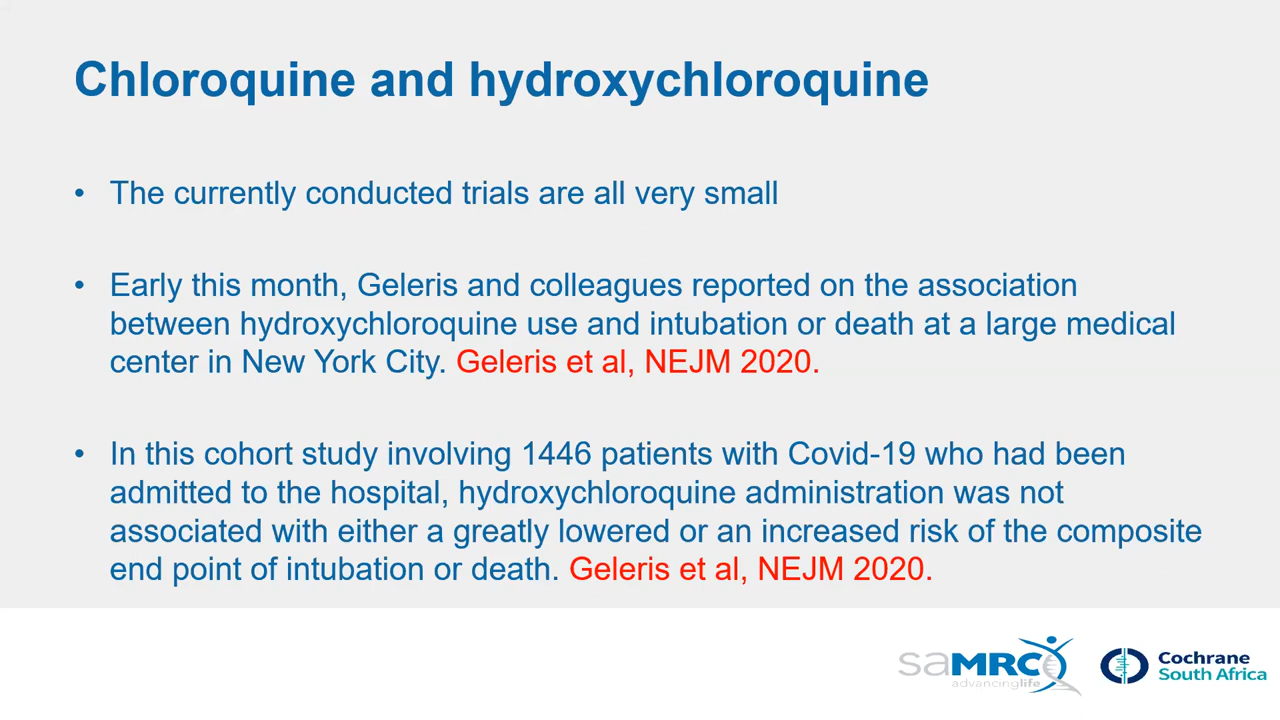 Chloroquine and hydroxychloroquine
• The currently conducted trials are all very small
• Early this month, Geleris and colleagues reported on the association
between hydroxychloroquine use and intubation or death at a large medical
center in New York City. Geleris et al, NEJM 2020.
• In this cohort study involving 1446 patients with Covid-19 who had been
admitted to the hospital, hydroxychloroquine administration was not
associated with either a greatly lowered or an increased risk of the composite
end point of intubation or death. Geleris et al, NEJM 2020.
saMRC
advancinglife
Cochrane
South Africa